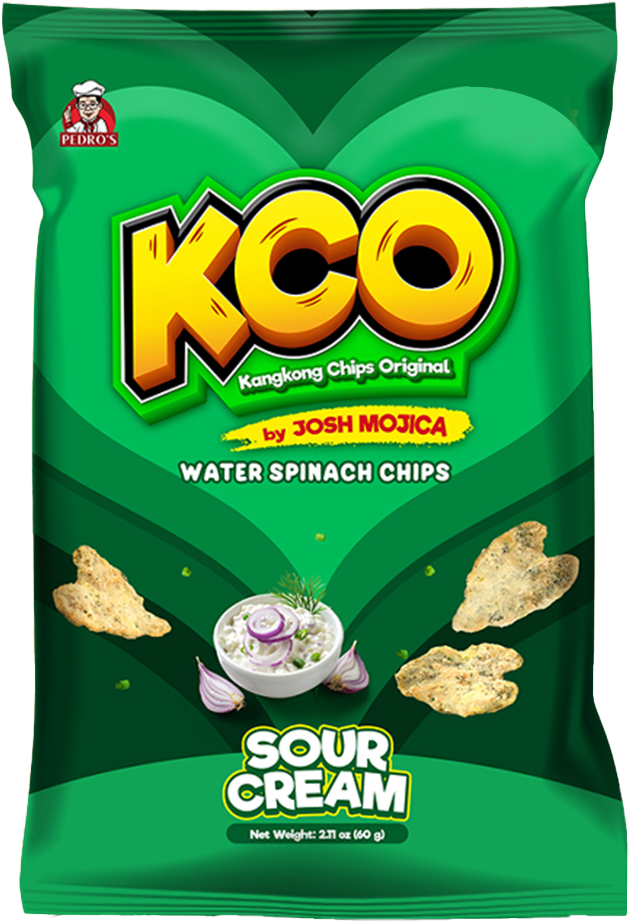 PEDRO'S
KCO
Kangkong Chips Original
by JOSH MOJICA
WATER SPINACH CHIPS
SOUR
CREAM
Net Weight: 2.11 oz (60 g)